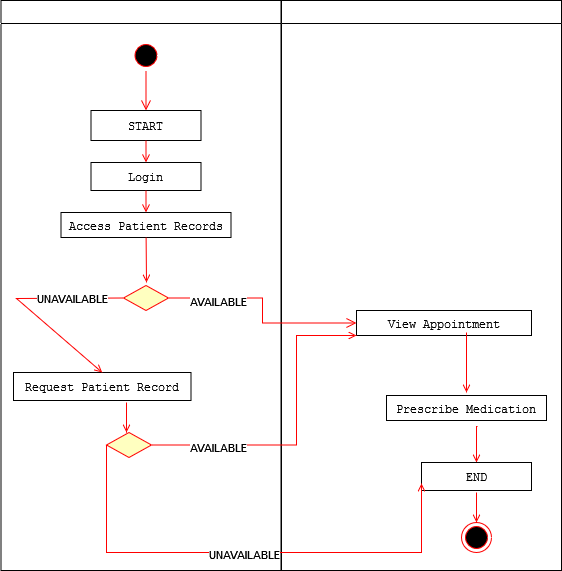 START
Login
Access Patient Records
UNAVAILABLE
AVAILABLE
View Appointment
Request Patient Record
Prescribe Medication
AVAILABLE
END
UNAVAILABLE